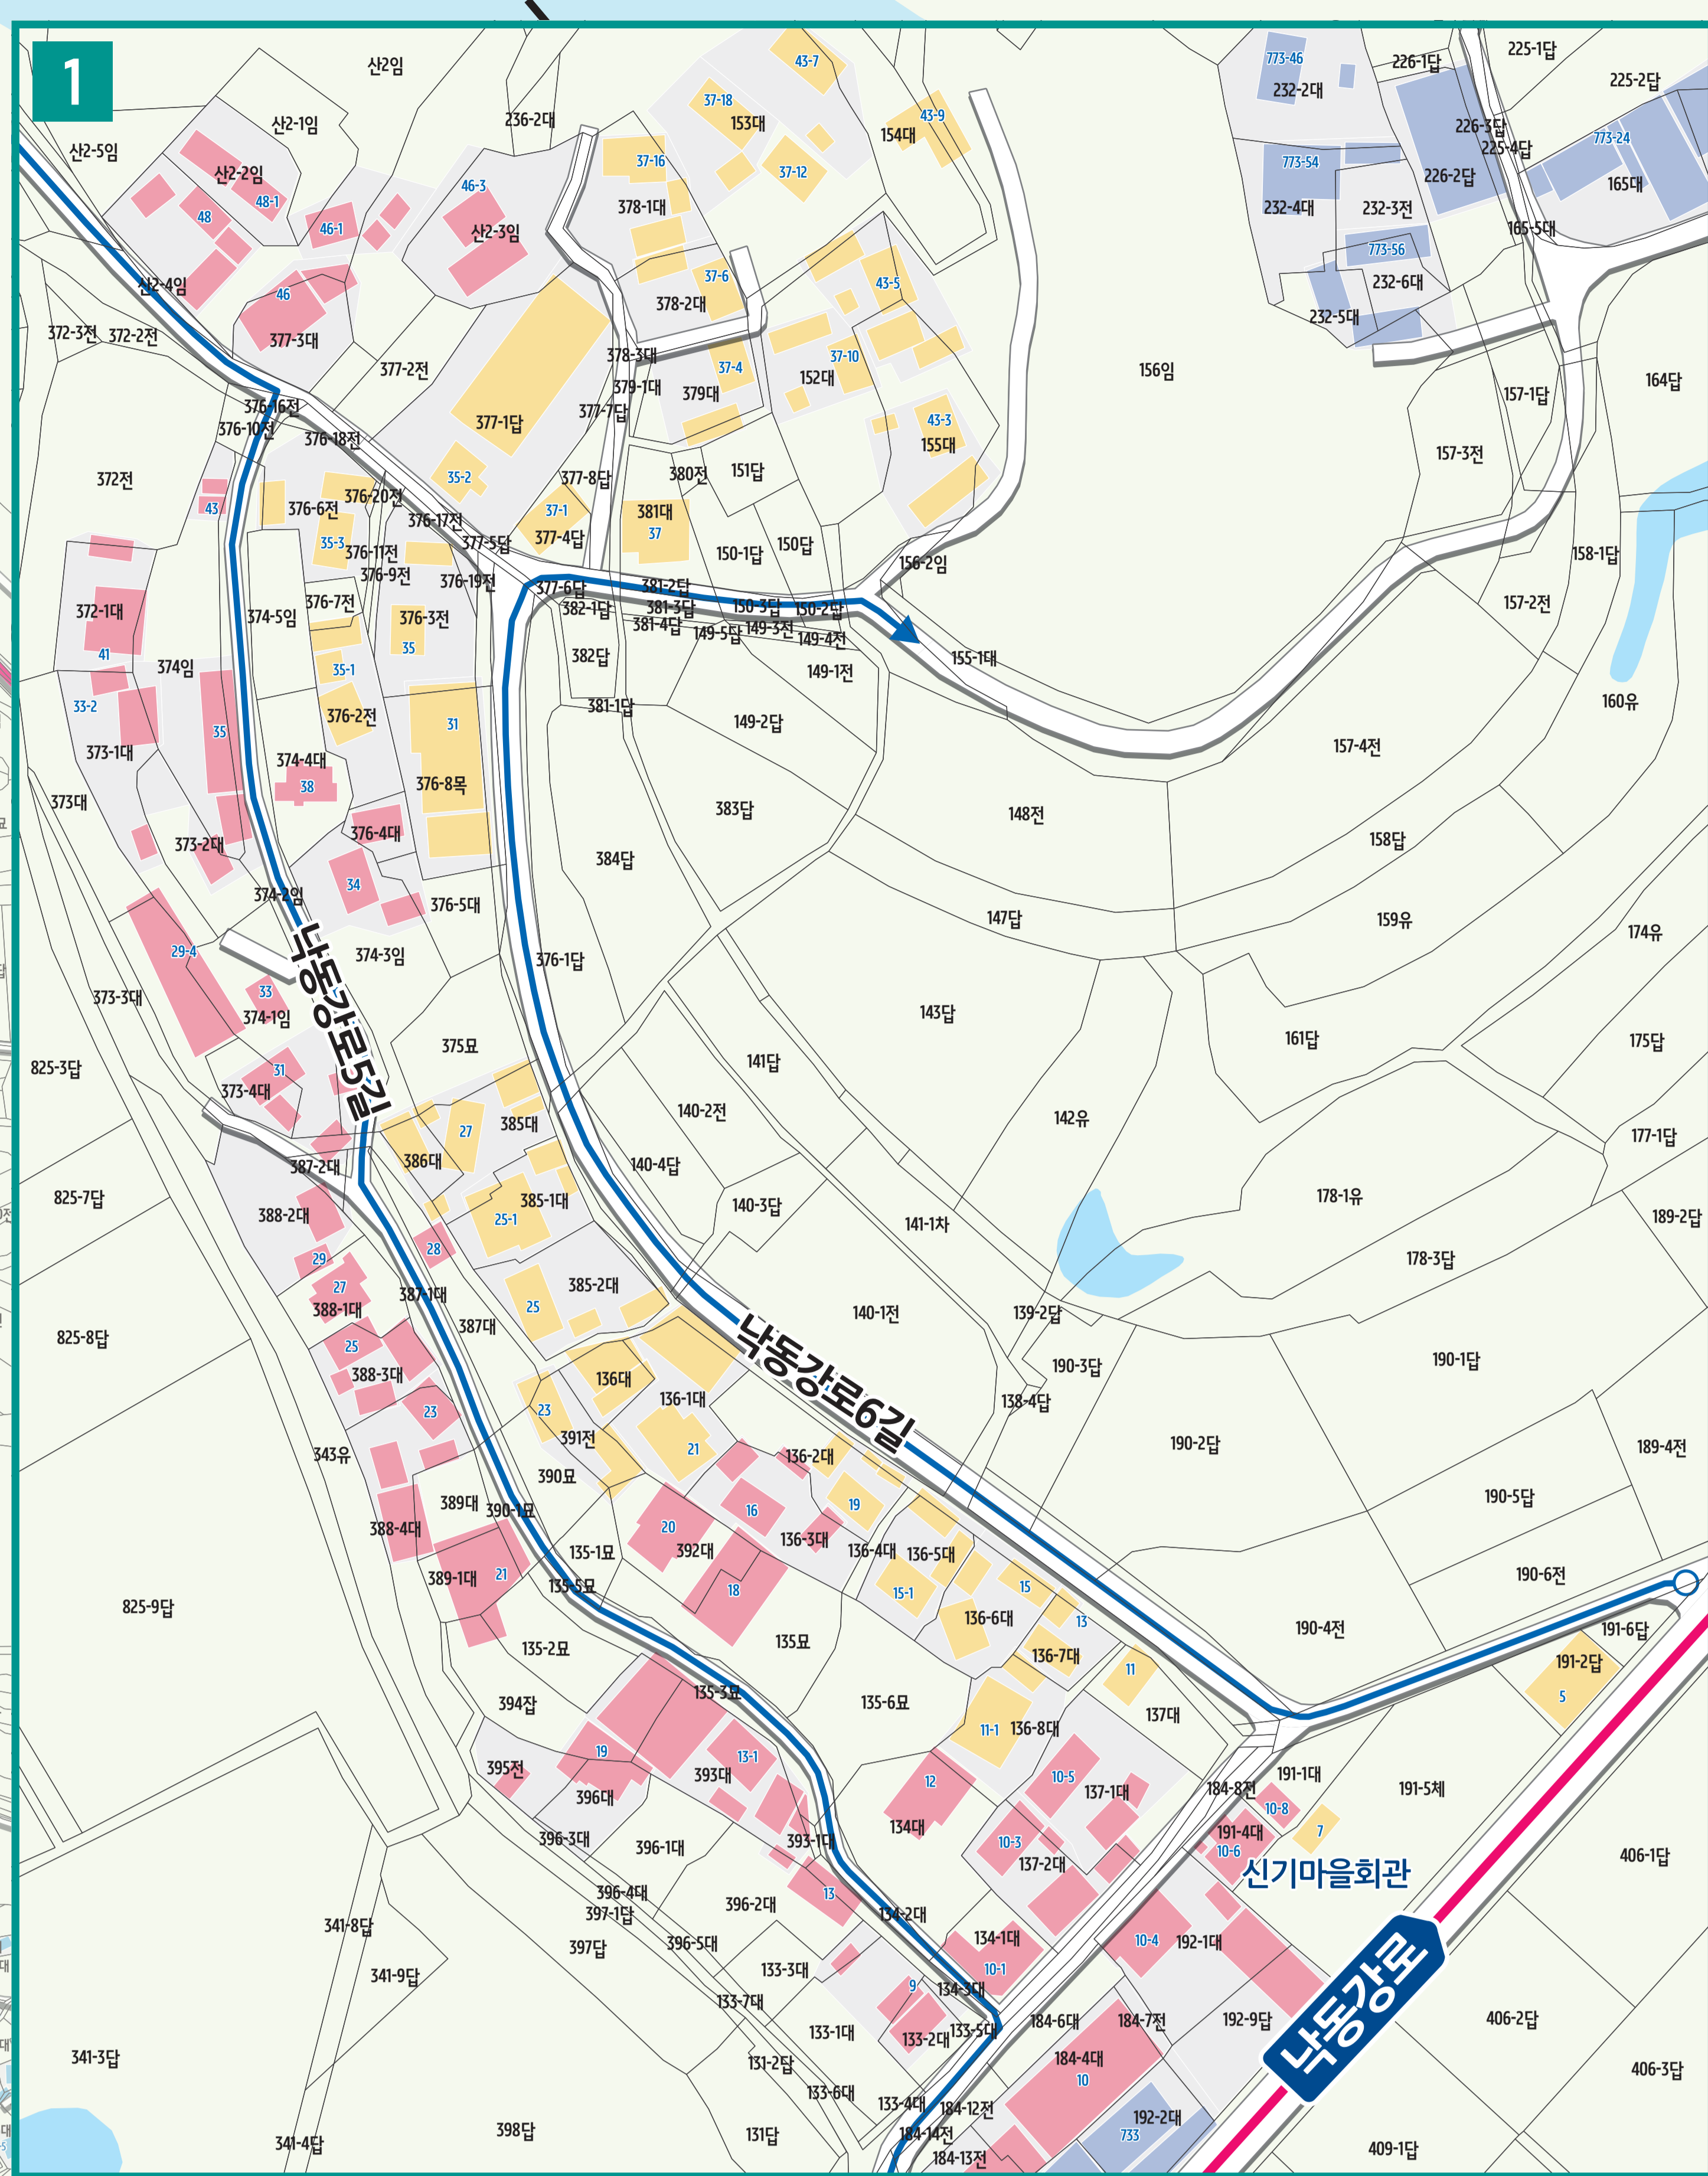 1
산2임
산2-1임
산2-5임
236-2대
산2-2임
48-1
48
46-1
46-3
산2-3임
산2-4임
46
377-3대
372-3전
372-2전
377-2전
37-16
378-1대
37-18
153대
43-7
37-12
154대
43-9
37-6
378-2대
43-5
378-3대
379-1대
37-4
379대
37-10
152대
377-7답
43-3
155대
156임
773-46
232-2대
773-54
232-4대
232-3전
773-56
232-6대
232-5대
226-1답
225-1답
225-2답
226-3답
225-4답
226-2답
773-24
165대
165-5대
157-1답
164답
157-3전
158-1답
157-2전
160유
376-16전
376-10전
376-18전
377-1답
35-2
372전
43
376-6전
376-20전
376-17전
35-3
376-11전
376-9전
377-5답
376-19전
377-8답
37-1
377-4답
381대
37
380전
151답
150-1답
150답
156-2임
377-6답
381-2답
382-1답
381-3답
381-4답
150-3답
150-2답
149-5답
149-3전
149-4전
149-1전
155-1대
382답
381-1답
149-2답
372-1대
41
374임
33-2
373-1대
35
374-5임
376-7전
376-3전
35
35-1
376-2전
31
374-4대
38
376-8목
376-4대
373대
373-2대
34
374-2임
376-5대
384답
383답
148전
157-4전
158답
159유
174유
147답
29-4
374-3임
376-1답
33
374-1임
373-3대
낙동강로5길
375묘
143답
161답
175답
825-3답
31
373-4대
141답
140-2전
142유
177-1답
27
385대
386대
387-2대
140-4답
140-3답
141-1차
178-1유
189-2답
825-7답
388-2대
25-1
385-1대
28
29
27
388-1대
387-1대
385-2대
25
387대
178-3답
140-1전
139-2답
190-3답
190-1답
825-8답
25
388-3대
136대
낙동강로6길
138-4답
23
23
136-1대
391전
21
343유
390묘
136-2대
190-2답
189-4전
389대
390-1묘
388-4대
20
392대
16
19
136-3대
136-4대
136-5대
190-5답
389-1대
21
135-1묘
135-5묘
18
15-1
15
136-6대
13
190-6전
825-9답
135-2묘
135묘
136-7대
11
190-4전
191-6답
191-2답
5
394잡
135-3묘
135-6묘
11-1
136-8대
137대
19
395전
13-1
393대
396대
12
134대
10-5
137-1대
184-8전
191-1대
10-8
191-4대
10-6
7
191-5체
신기마을회관
396-3대
396-1대
393-1대
10-3
137-2대
13
396-4대
397-1답
396-2대
134-2대
341-8답
397답
396-5대
134-1대
10-1
10-4
192-1대
406-1답
341-9답
133-3대
9
134-3대
133-7대
낙동강로
133-1대
133-2대
133-5대
184-6대
184-7전
192-9답
406-2답
341-3답
131-2답
184-4대
10
406-3답
133-6대
133-4대
184-12전
192-2대
733
341-4답
398답
131답
184-14전
184-13전
409-1답